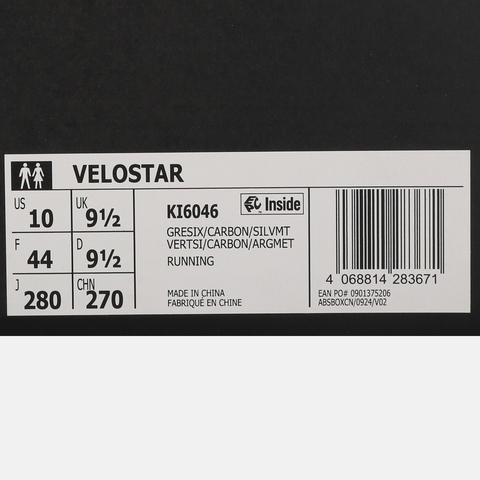 VELOSTAR
US 10 UK 9½
F 44 D 9½
J 280 CHN 270
KI6046 Inside
GRESIX/CARBON/SILVMT
VERTSI/CARBON/ARGMET
RUNNING
MADE IN CHINA
FABRIQUÉ EN CHINE
4 068814 283671
EAN PO# 0901375206
ABSBOXCN/0924/V02